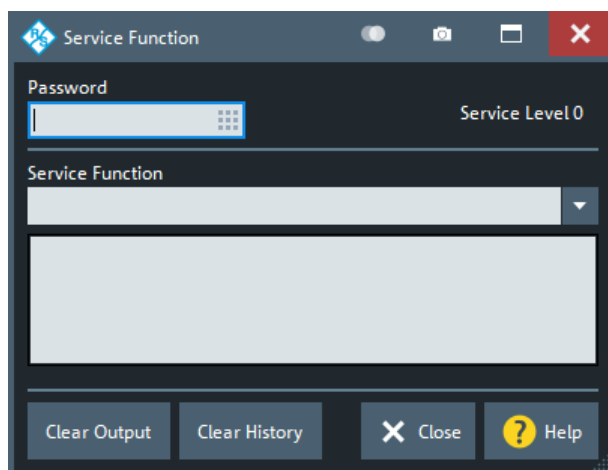 R&S Service Function
Password
Service Level 0
Service Function
Clear Output
Clear History
Close
? Help